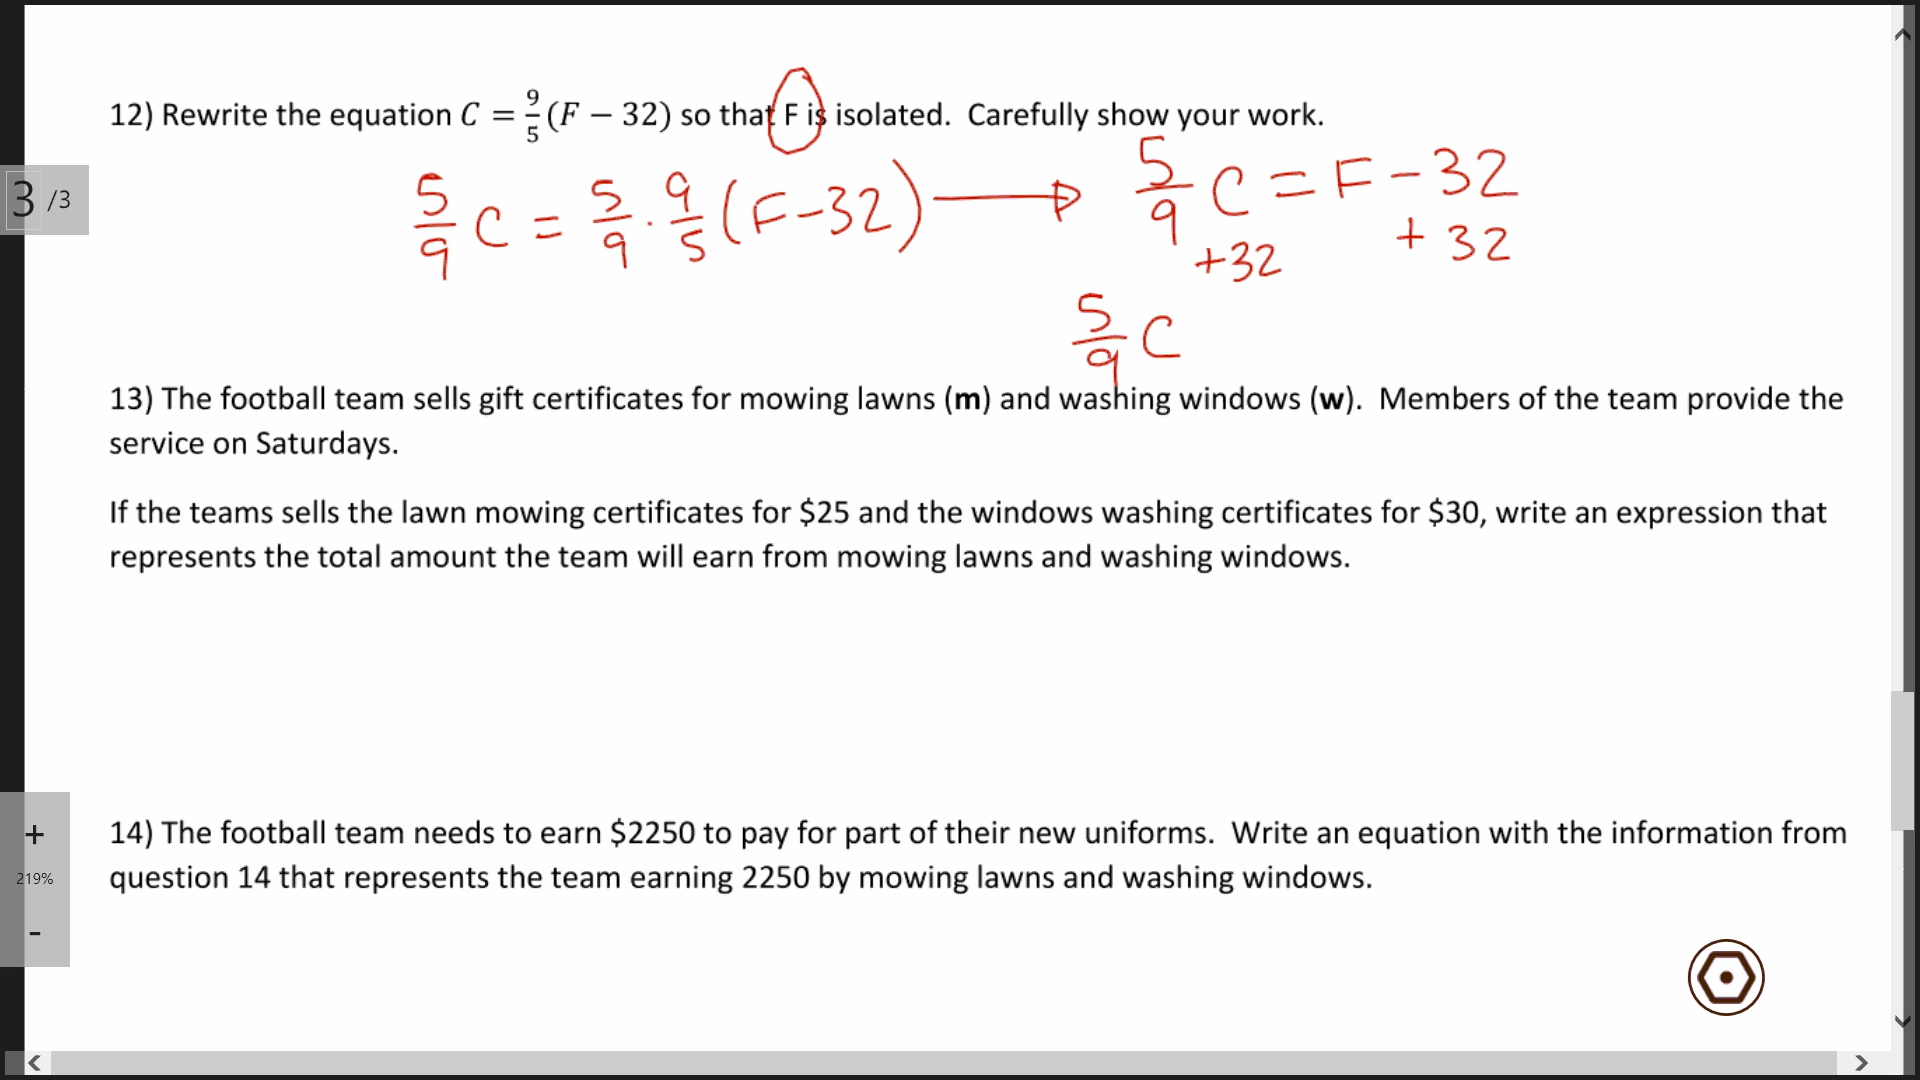 12) Rewrite the equation C = 9/5 (F − 32) so that F is isolated.  Carefully show your work.
5/9 C = 5/9 · 9/5 (F-32) → 5/9 C = F - 32
+32 + 32
5/9 C
3 /3
13) The football team sells gift certificates for mowing lawns (m) and washing windows (w).  Members of the team provide the
service on Saturdays.
If the teams sells the lawn mowing certificates for $25 and the windows washing certificates for $30, write an expression that
represents the total amount the team will earn from mowing lawns and washing windows.
14) The football team needs to earn $2250 to pay for part of their new uniforms.  Write an equation with the information from
question 14 that represents the team earning 2250 by mowing lawns and washing windows.
+
219%
-